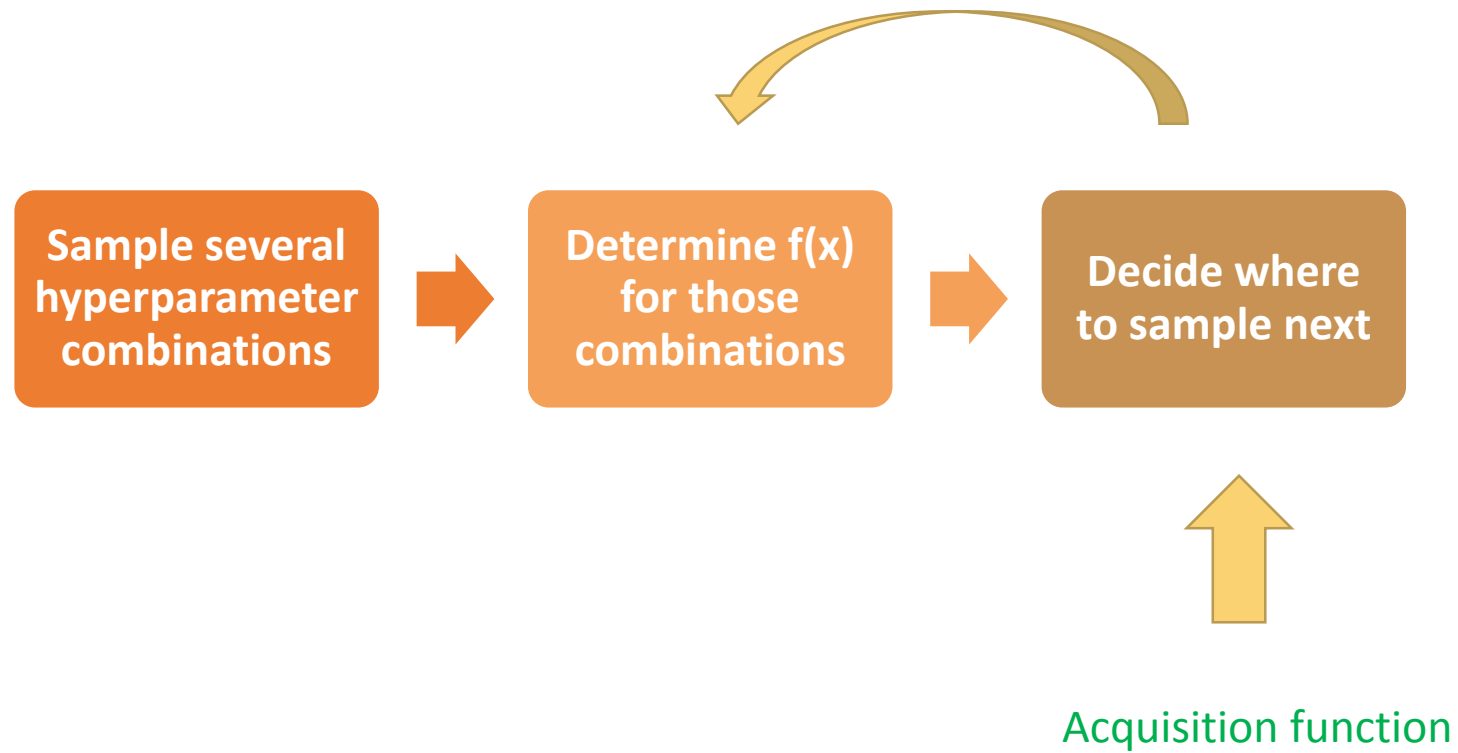 Sample several
hyperparameter
combinations
Determine f(x)
for those
combinations
Decide where
to sample next
Acquisition function